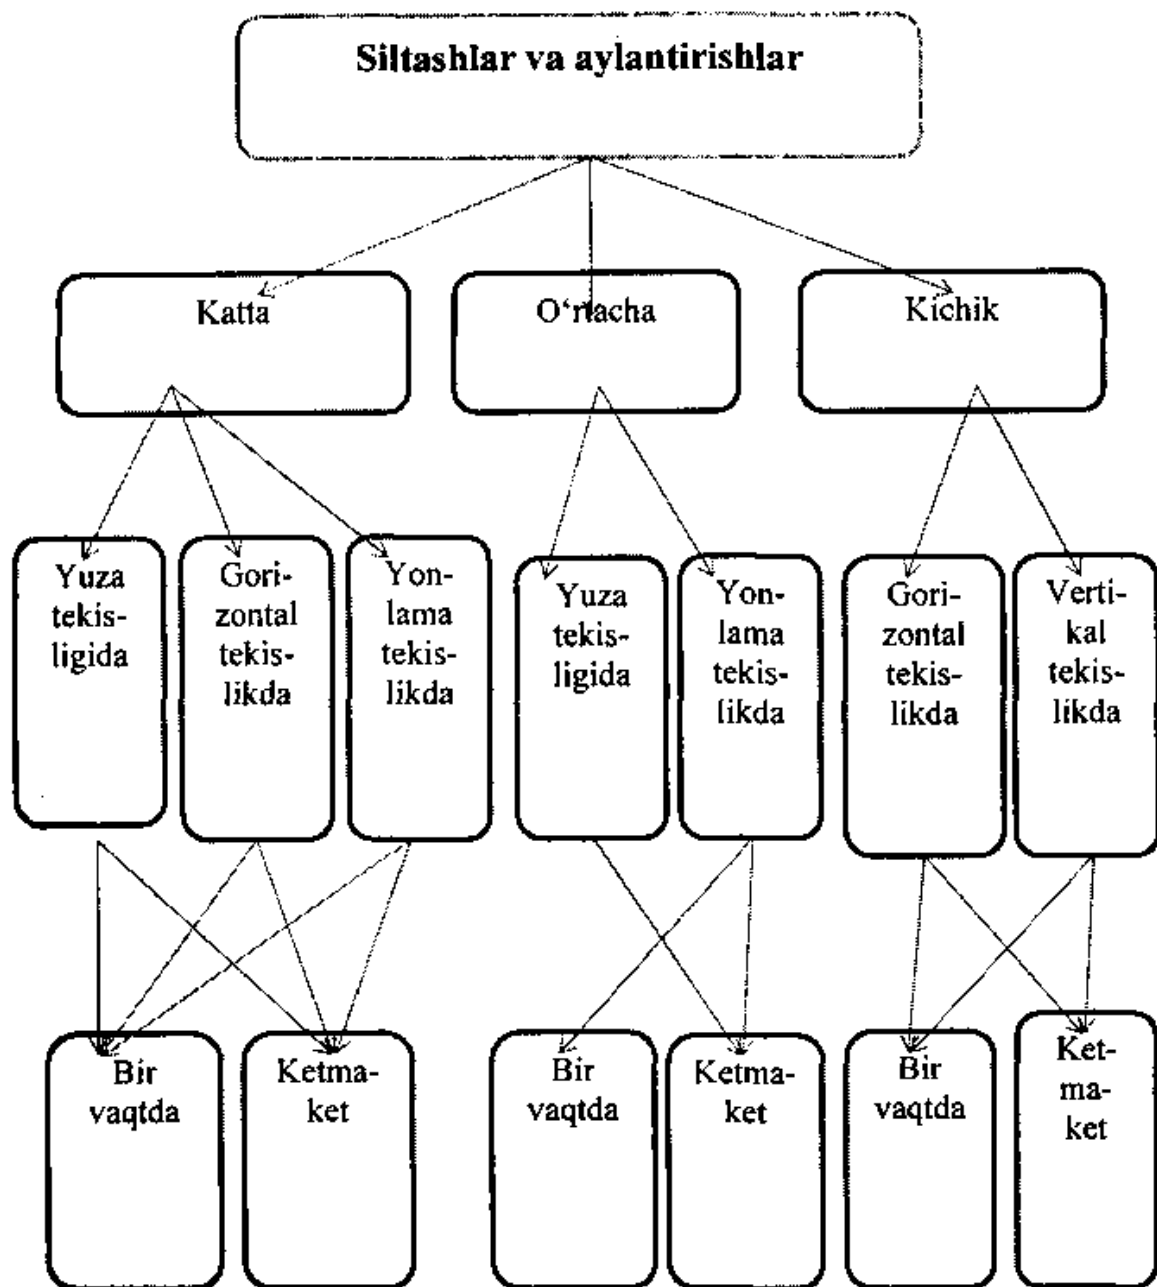 Siltashlar va aylantirishlar
Katta
O‘rtacha
Kichik
Yuza
tekis-
ligida
Gori-
zontal
tekis-
likda
Yon-
lama
tekis-
likda
Yuza
tekis-
ligida
Yon-
lama
tekis-
likda
Gori-
zontal
tekis-
likda
Verti-
kal
tekis-
likda
Bir
vaqtda
Ketma-
ket
Bir
vaqtda
Ketma-
ket
Bir
vaqtda
Ket-
ma-
ket